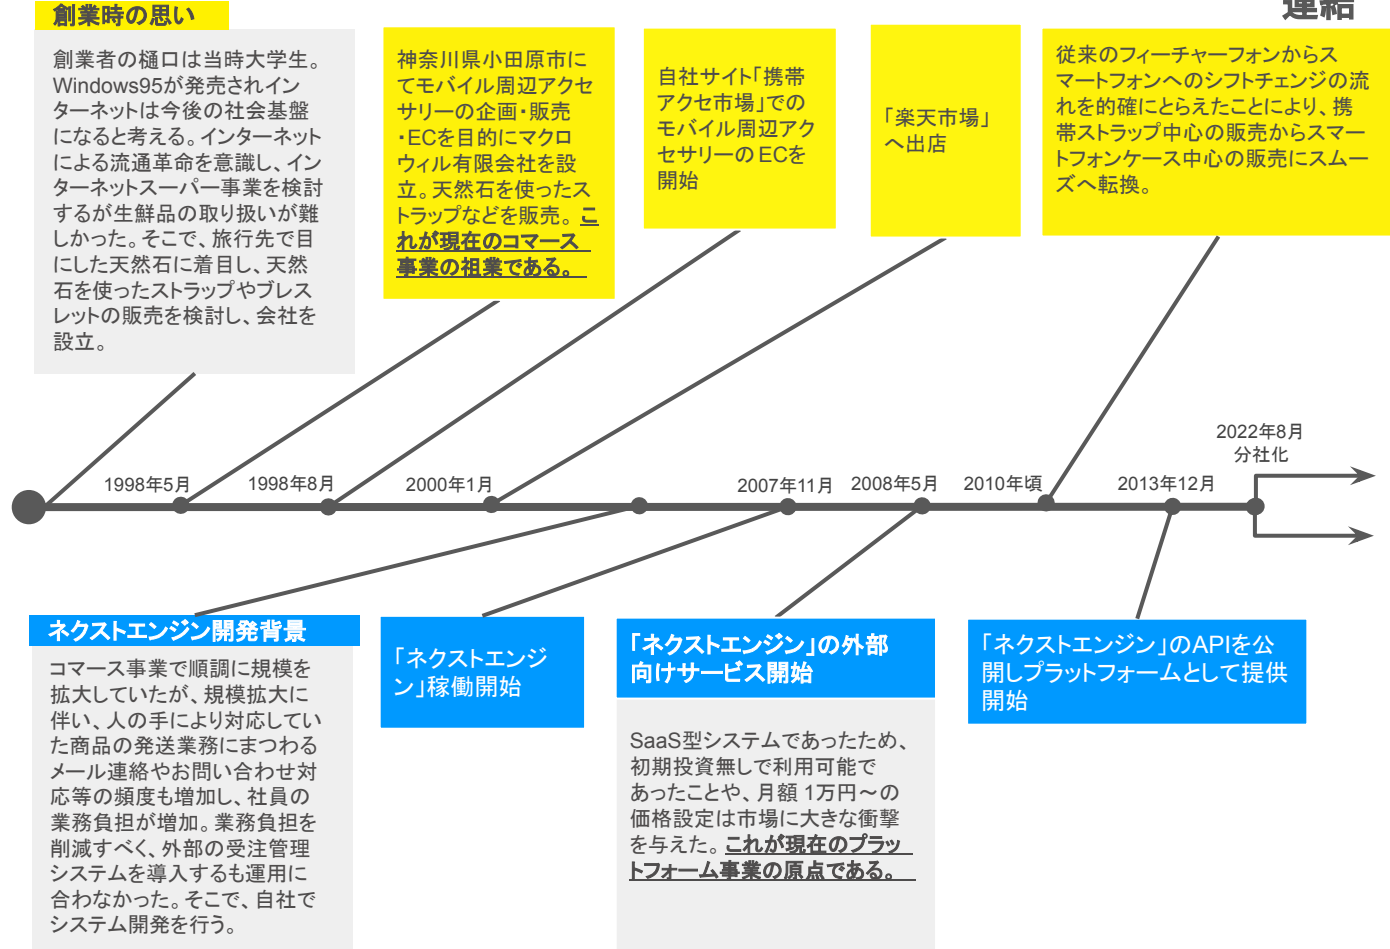 連結
創業時の思い
創業者の樋口は当時大学生。
Windows95が発売されイン
ターネットは今後の社会基盤
になると考える。インターネット
による流通革命を意識し、イン
ターネットスーパー事業を検討
するが生鮮品の取り扱いが難
しかった。そこで、旅行先で目
にした天然石に着目し、天然
石を使ったストラップやブレス
レットの販売を検討し、会社を
設立。
神奈川県小田原市に
てモバイル周辺アクセ
サリーの企画・販売
・ECを目的にマクロ
ウィル有限会社を設
立。天然石を使ったス
トラップなどを販売。こ
れが現在のコマース
事業の祖業である。
自社サイト「携帯
アクセ市場」での
モバイル周辺アク
セサリーのECを
開始
「楽天市場」
へ出店
従来のフィーチャーフォンからス
マートフォンへのシフトチェンジの流
れを的確にとらえたことにより、携
帯ストラップ中心の販売からスマー
トフォンケース中心の販売にスムー
ズへ転換。
1998年5月
1998年8月
2000年1月
2007年11月
2008年5月
2010年頃
2013年12月
2022年8月
分社化
ネクストエンジン開発背景
コマース事業で順調に規模を
拡大していたが、規模拡大に
伴い、人の手により対応してい
た商品の発送業務にまつわる
メール連絡やお問い合わせ対
応等の頻度も増加し、社員の
業務負担が増加。業務負担を
削減すべく、外部の受注管理
システムを導入するも運用に
合わなかった。そこで、自社で
システム開発を行う。
「ネクストエンジ
ン」稼働開始
「ネクストエンジン」の外部
向けサービス開始
SaaS型システムであったため、
初期投資無しで利用可能で
あったことや、月額 1万円～の
価格設定は市場に大きな衝撃
を与えた。これが現在のプラッ
トフォーム事業の原点である。
「ネクストエンジン」のAPIを公
開しプラットフォームとして提供
開始